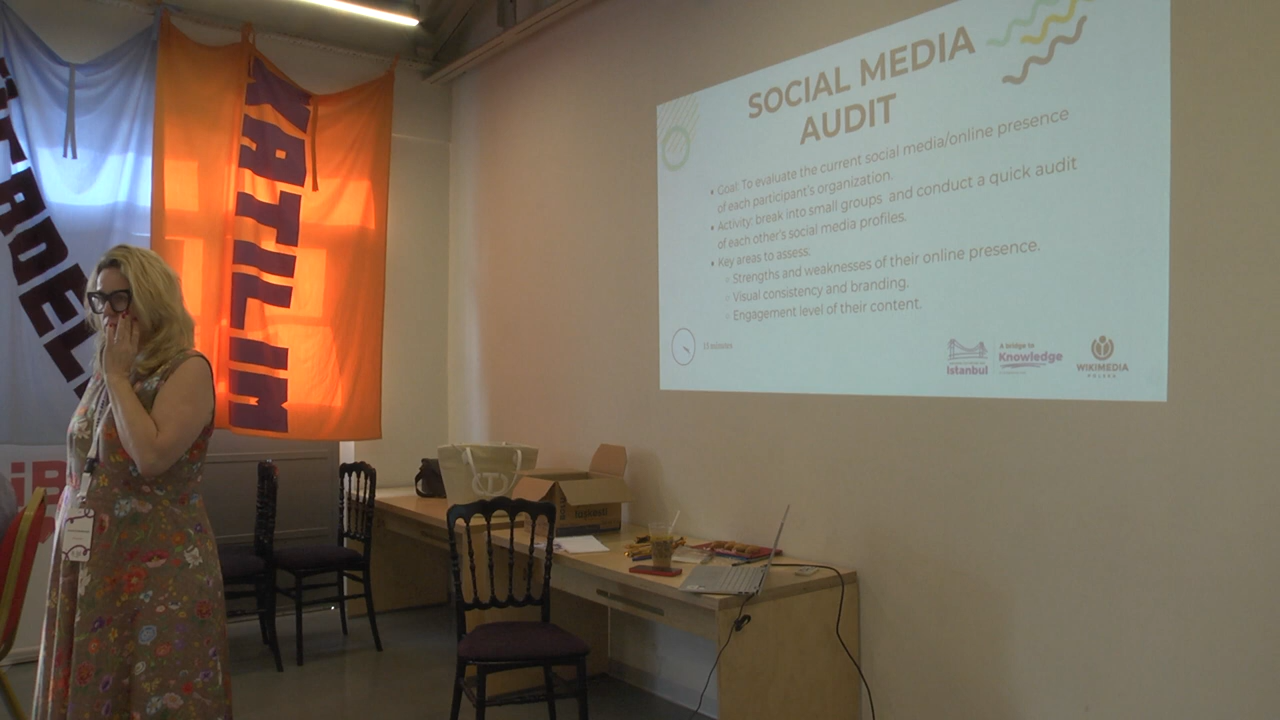 KATILIM
SOCIAL MEDIA
AUDIT
• Goal: To evaluate the current social media/online presence
of each participant's organization.
• Activity: break into small groups and conduct a quick audit
of each other's social media profiles.
• Key areas to assess:
○ Strengths and weaknesses of their online presence.
○ Visual consistency and branding.
○ Engagement level of their content.
15 minutes
Istanbul
A bridge to
Knowledge
WIKIMEDIA
POLSKA